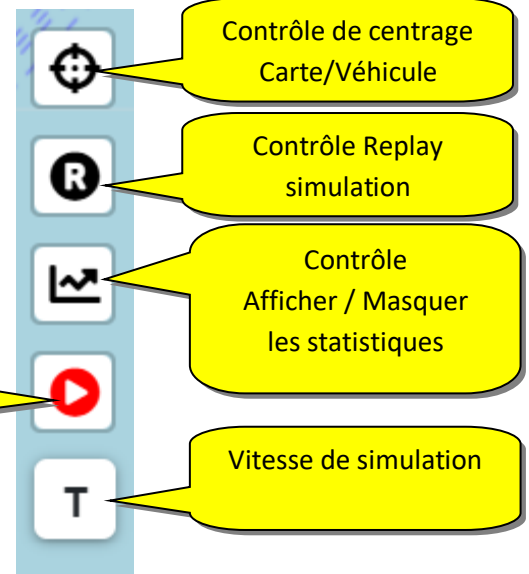 Contrôle de centrage
Carte/Véhicule
R
Contrôle Replay
simulation
Contrôle
Afficher / Masquer
les statistiques
T
Vitesse de simulation